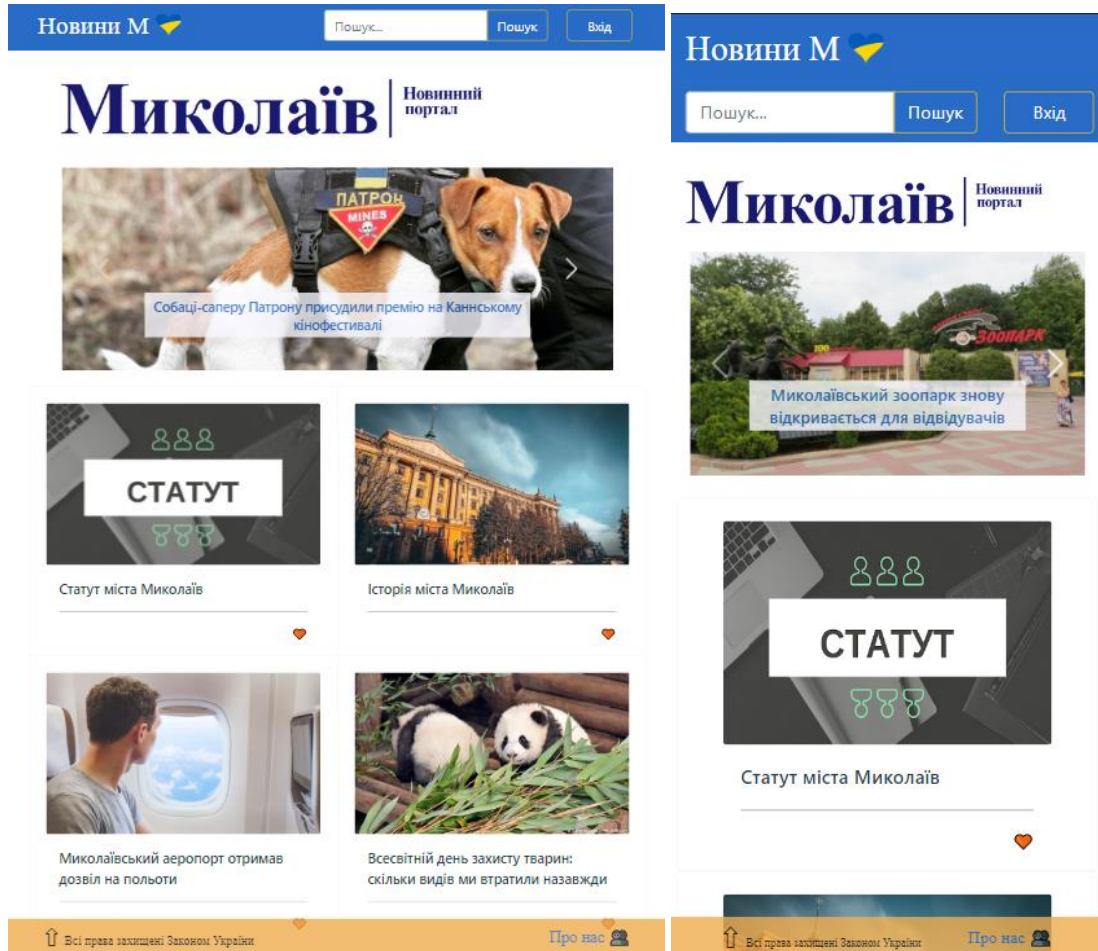 Новини М
Пошук...
Пошук
Вхід
Миколаїв
Новинний
портал
ПАТРОН
MINES
Собаці-саперу Патрону присудили премію на Каннському
кінофестивалі
СТАТУТ
Статут міста Миколаїв
Історія міста Миколаїв
Миколаївський аеропорт отримав
дозвіл на польоти
Всесвітній день захисту тварин:
скільки видів ми втратили назавжди
Всі права захищені Законом України
Про нас
Новини М
Пошук...
Пошук
Вхід
Миколаїв
Новинний
портал
ZOO
ЗООПАРК
Миколаївський зоопарк знову
відкривається для відвідувачів
СТАТУТ
Статут міста Миколаїв
Всі права захищені Законом України
Про нас